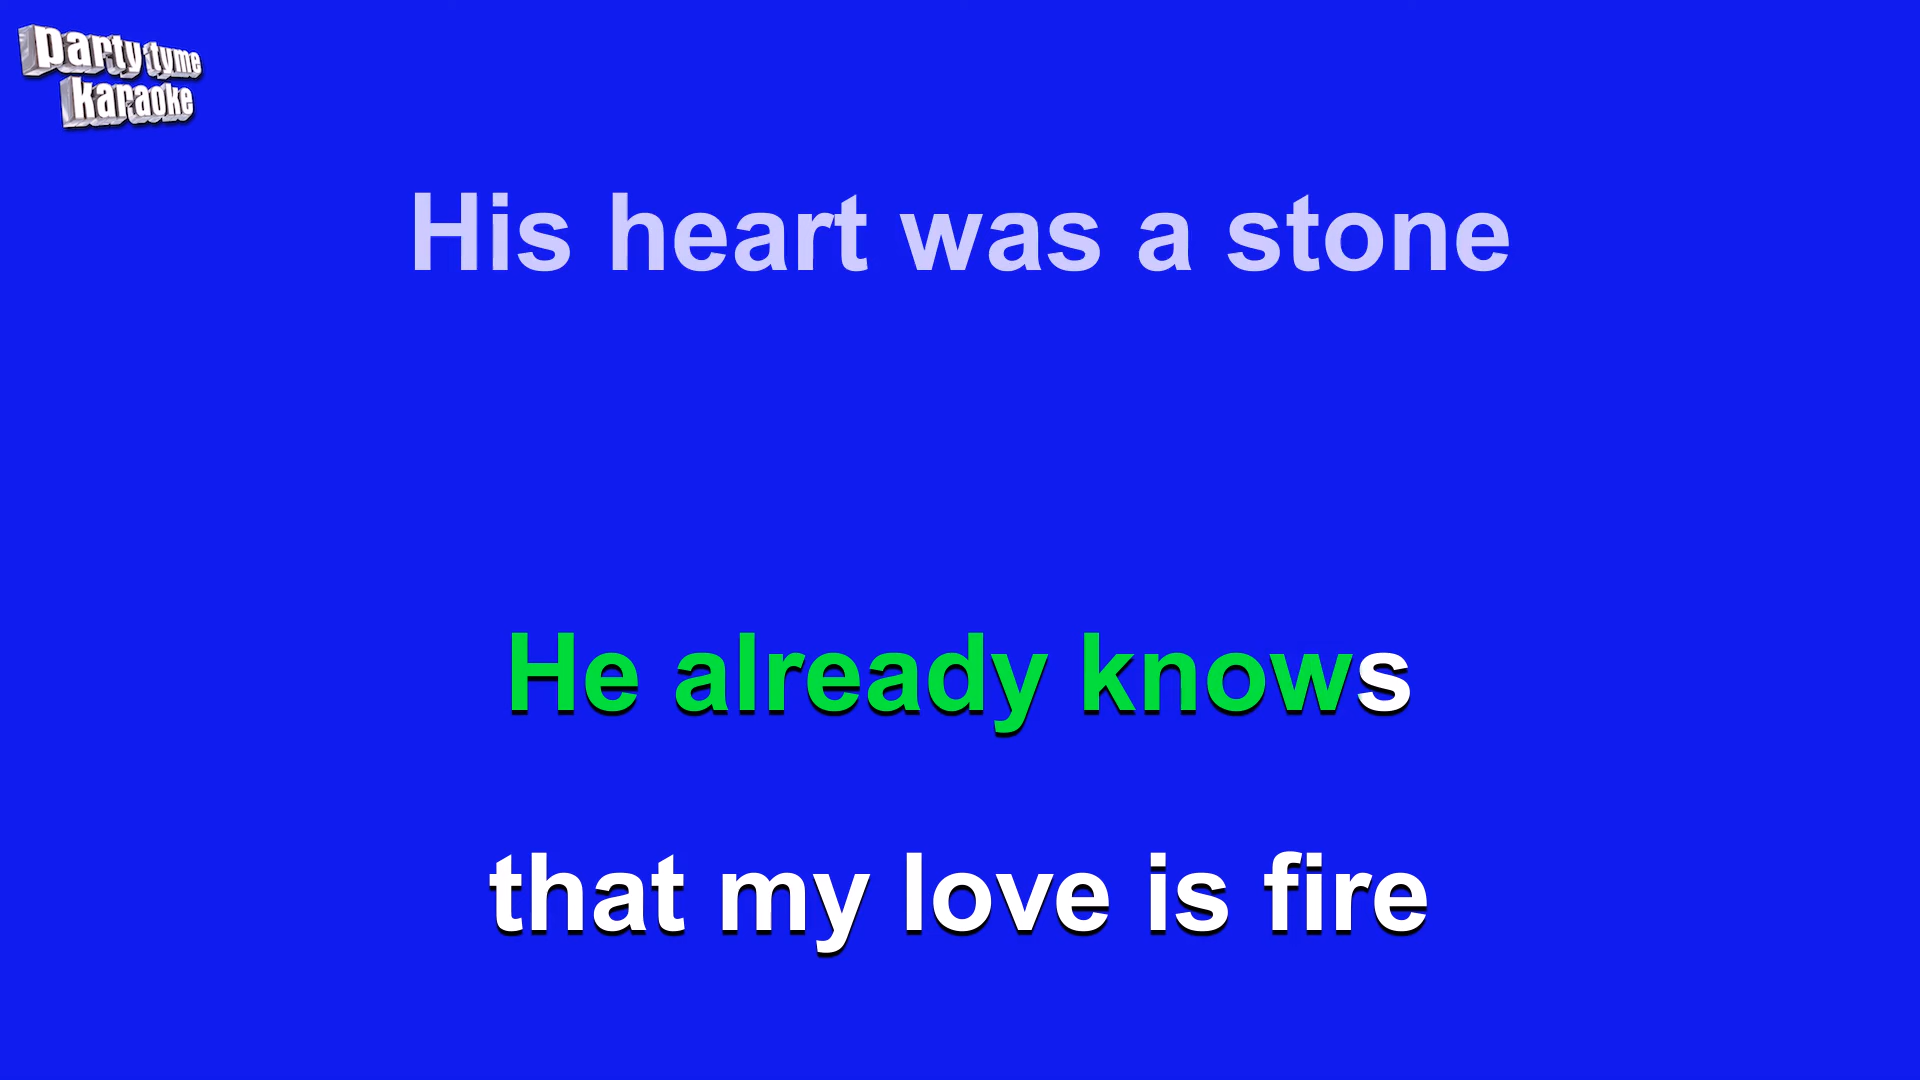 party tyme
karaoke
His heart was a stone
He already knows
that my love is fire